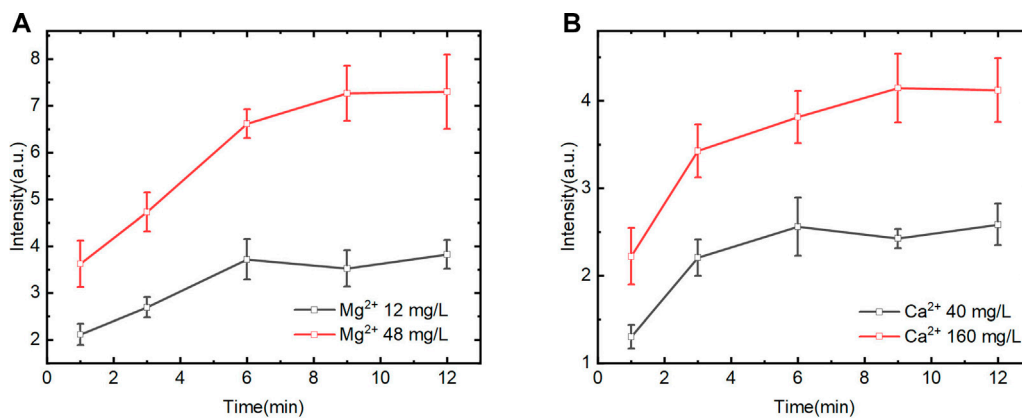 A
8
7
6
5
4
3
2
Intensity(a.u.)
0 2 4 6 8 10 12
Time(min)
Mg²⁺ 12 mg/L
Mg²⁺ 48 mg/L
B
4
3
2
1
Intensity(a.u.)
0 2 4 6 8 10 12
Time(min)
Ca²⁺ 40 mg/L
Ca²⁺ 160 mg/L